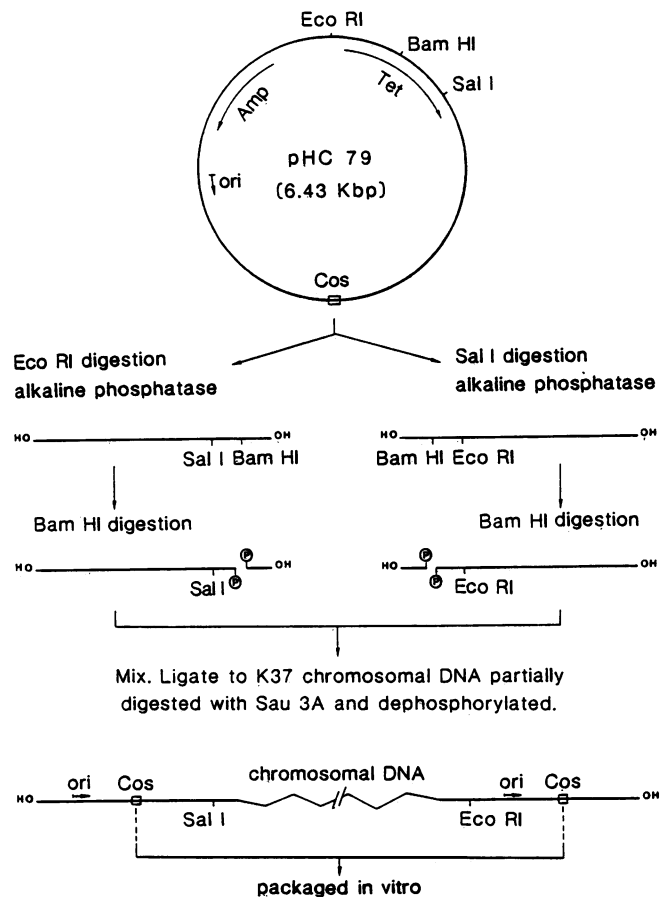 Eco RI
Bam HI
Sal I
Amp
Tet
pHC 79
(6.43 Kbp)
ori
Cos
Eco RI digestion
alkaline phosphatase
Sal I digestion
alkaline phosphatase
HO OH
Sal I Bam HI
HO OH
Bam HI Eco RI
Bam HI digestion
Bam HI digestion
HO P OH
Sal I P
HO P OH
P Eco RI
Mix. Ligate to K37 chromosomal DNA partially
digested with Sau 3A and dephosphorylated.
HO ori Cos chromosomal DNA ori Cos OH
Sal I Eco RI
packaged in vitro